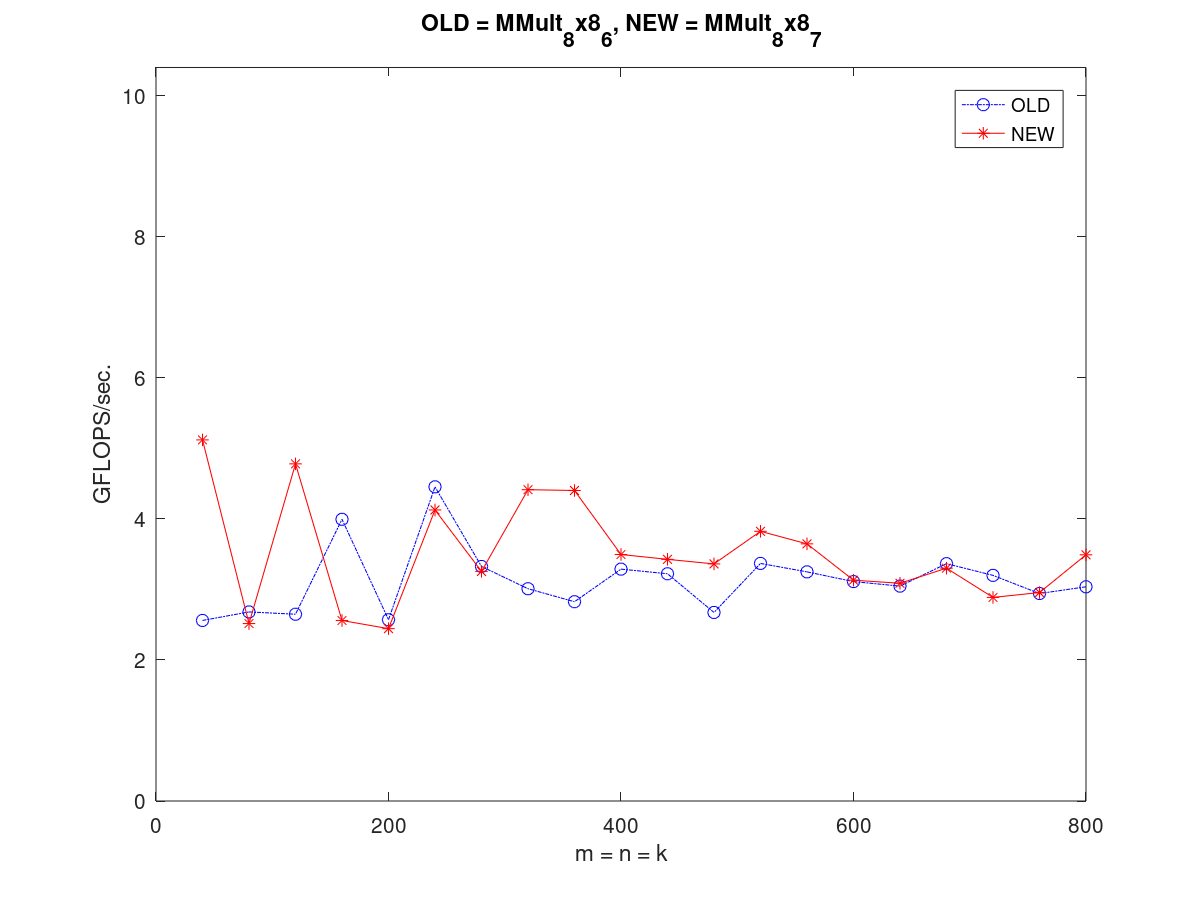 OLD = MMult_8x8_6, NEW = MMult_8x8_7
OLD
NEW
10
8
6
4
2
0
GFLOPS/sec.
0 200 400 600 800
m = n = k